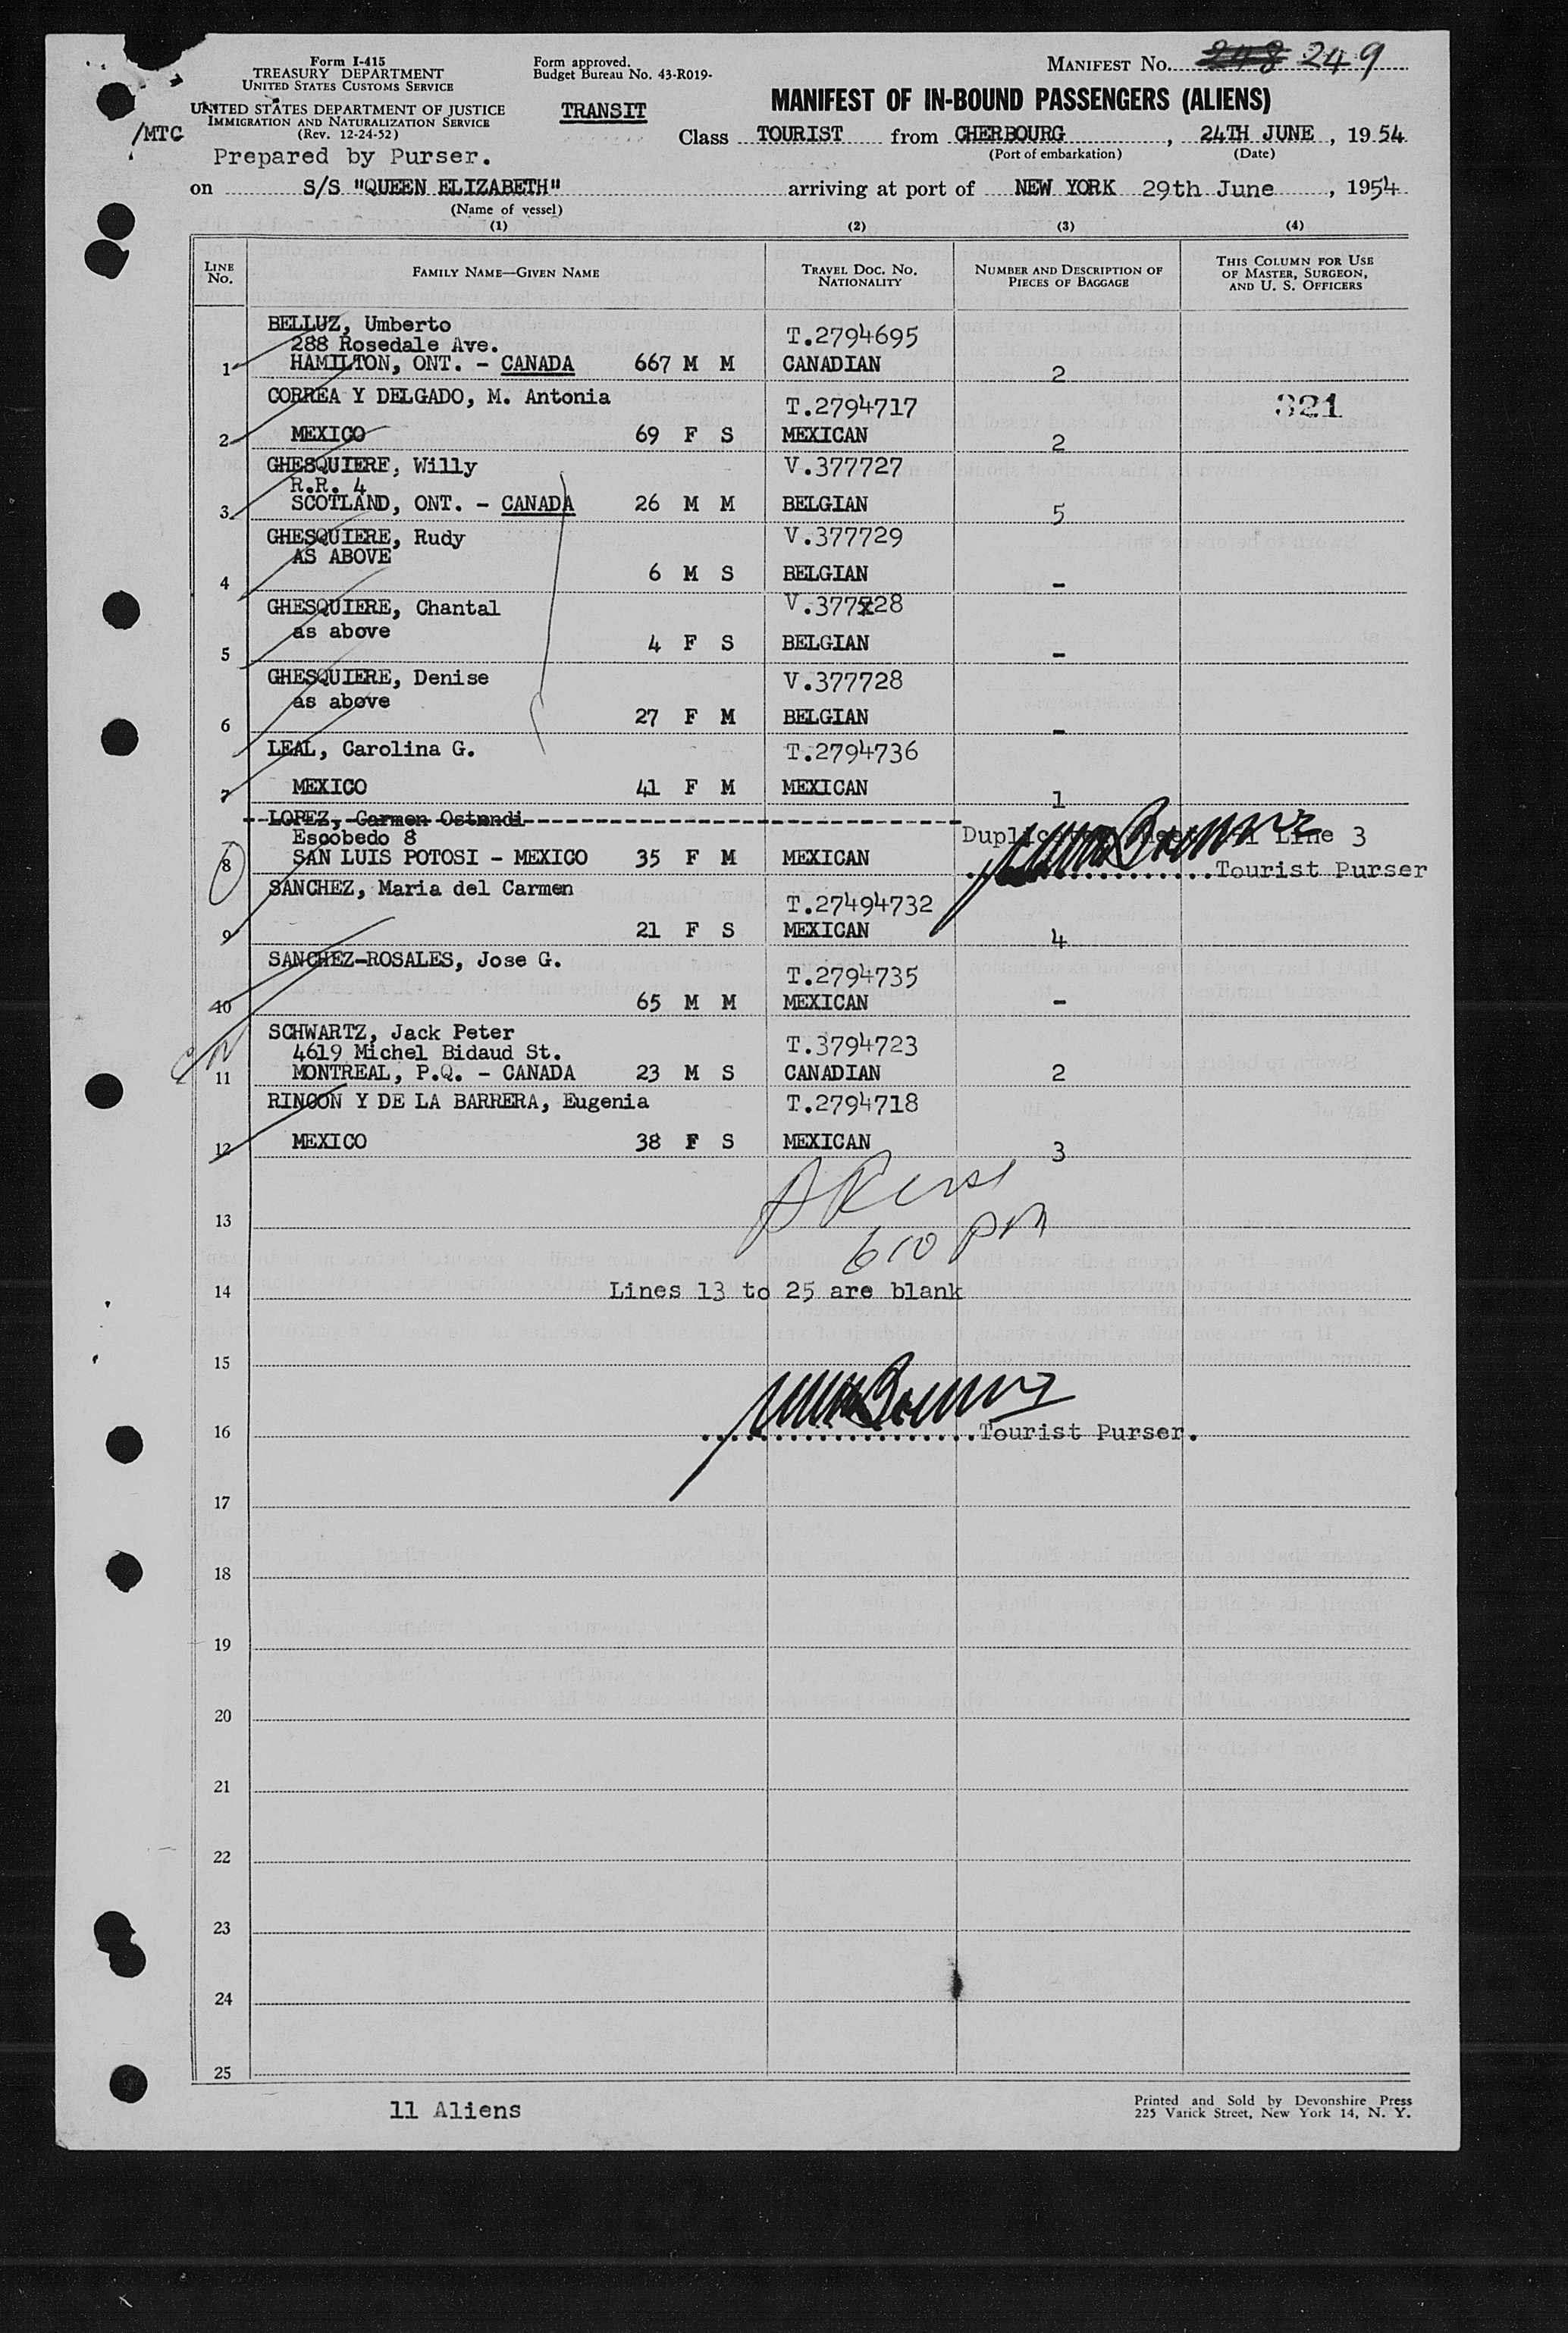 Form I-415
TREASURY DEPARTMENT
UNITED STATES CUSTOMS SERVICE
UNITED STATES DEPARTMENT OF JUSTICE
IMMIGRATION AND NATURALIZATION SERVICE
(Rev. 12-24-52)
/MTC
Prepared by Purser.
Form approved.
Budget Bureau No. 43-R019-
TRANSIT
MANIFEST NO. 248 249
MANIFEST OF IN-BOUND PASSENGERS (ALIENS)
Class TOURIST from CHERBOURG, 24TH JUNE, 1954
(Port of embarkation) (Date)
on S/S "QUEEN ELIZABETH" arriving at port of NEW YORK 29th June, 1954
(Name of vessel)
(1) (2) (3) (4)
LINE NO. FAMILY NAME—GIVEN NAME TRAVEL DOC. NO. NATIONALITY NUMBER AND DESCRIPTION OF PIECES OF BAGGAGE THIS COLUMN FOR USE OF MASTER, SURGEON, AND U. S. OFFICERS
BELLUZ, Umberto T.2794695
288 Rosedale Ave.
1 HAMILTON, ONT. - CANADA 667 M M CANADIAN 2
CORREA Y DELGADO, M. Antonia T.2794717 321
2 MEXICO 69 F S MEXICAN 2
GHESQUIERE, Willy V.377727
R.R. 4
3 SCOTLAND, ONT. - CANADA 26 M M BELGIAN 5
GHESQUIERE, Rudy V.377729
AS ABOVE
4 6 M S BELGIAN -
GHESQUIERE, Chantal V.377728
as above
5 4 F S BELGIAN -
GHESQUIERE, Denise V.377728
as above
6 27 F M BELGIAN -
LEAL, Carolina G. T.2794736
7 MEXICO 41 F M MEXICAN 1
LOPEZ, Carmen Ostendi
Escobedo 8 Line 3
8 SAN LUIS POTOSI - MEXICO 35 F M MEXICAN Tourist Purser
SANCHEZ, Maria del Carmen T.27494732
9 21 F S MEXICAN 4
SANCHEZ-ROSALES, Jose G. T.2794735
10 65 M M MEXICAN -
SCHWARTZ, Jack Peter T.3794723
4619 Michel Bidaud St.
11 MONTREAL, P.Q. - CANADA 23 M S CANADIAN 2
RINCON Y DE LA BARRERA, Eugenia T.2794718
12 MEXICO 38 F S MEXICAN 3
13
610 PM
14 Lines 13 to 25 are blank
15
16 Tourist Purser.
17
18
19
20
21
22
23
24
25
11 Aliens
Printed and Sold by Devonshire Press
225 Varick Street, New York 14, N. Y.